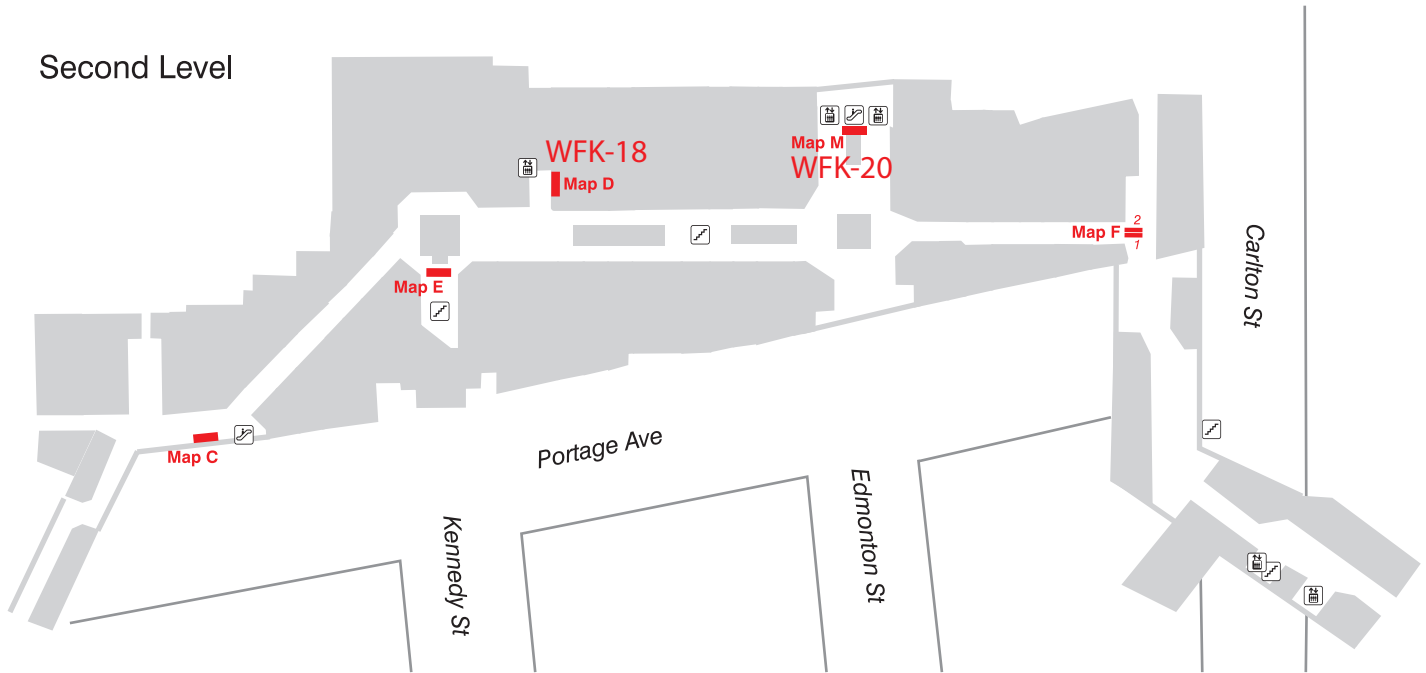 Second Level
WFK-18
Map D
Map M
WFK-20
2
Map F
1
Map E
Map C
Carlton St
Portage Ave
Edmonton St
Kennedy St